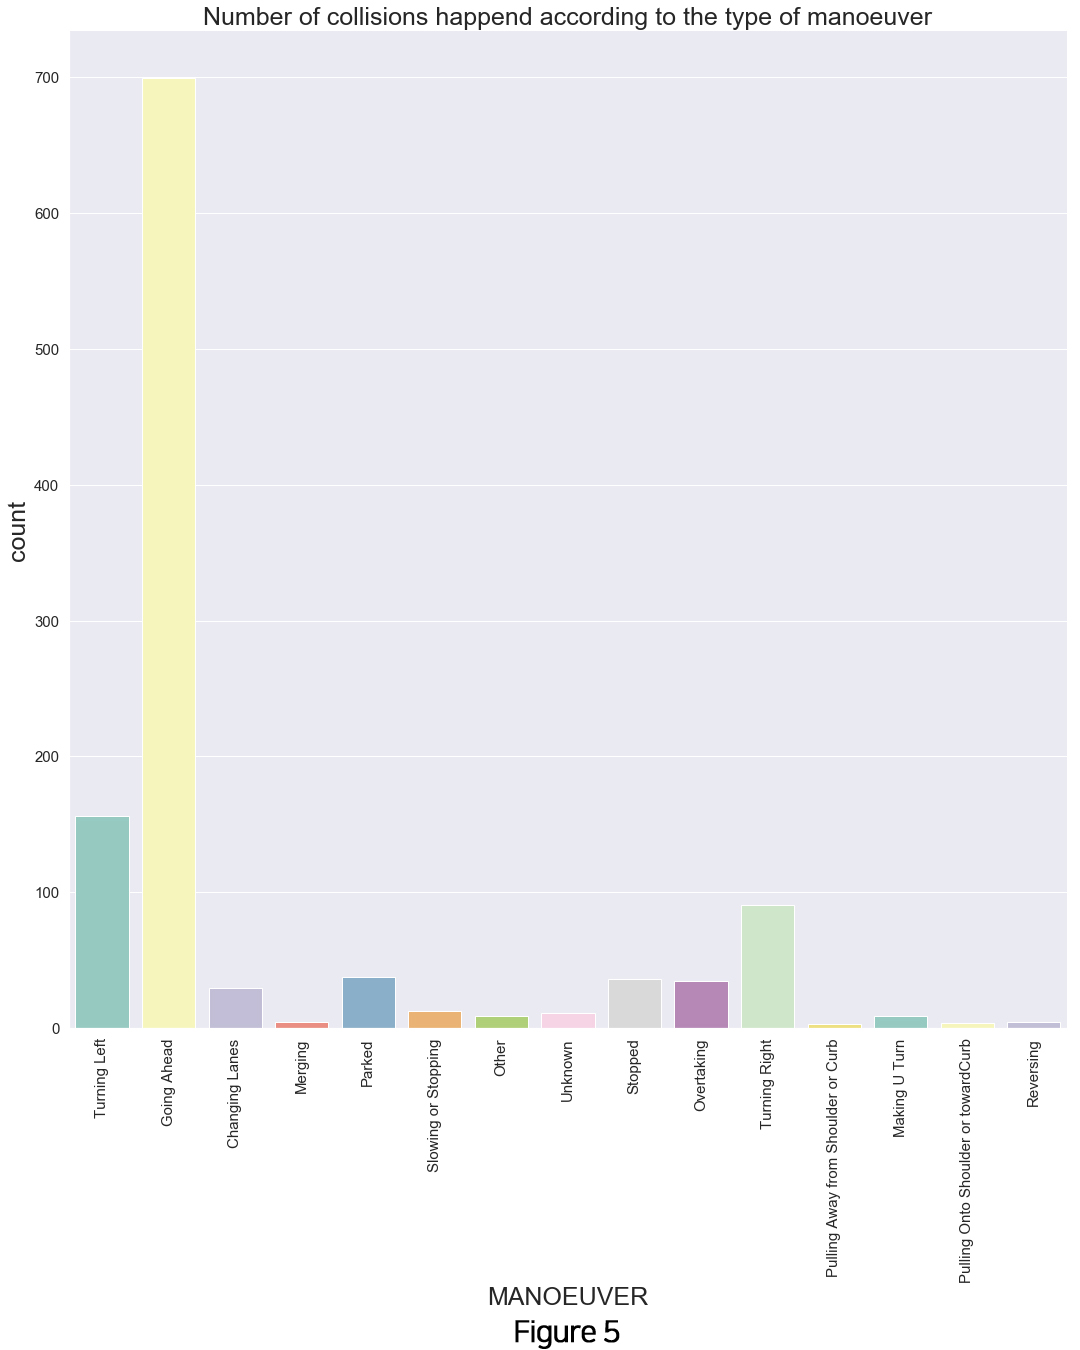 Number of collisions happend according to the type of manoeuver
700
600
500
400
300
200
100
0
count
Turning Left
Going Ahead
Changing Lanes
Merging
Parked
Slowing or Stopping
Other
Unknown
Stopped
Overtaking
Turning Right
Pulling Away from Shoulder or Curb
Making U Turn
Pulling Onto Shoulder or towardCurb
Reversing
MANOEUVER
Figure 5